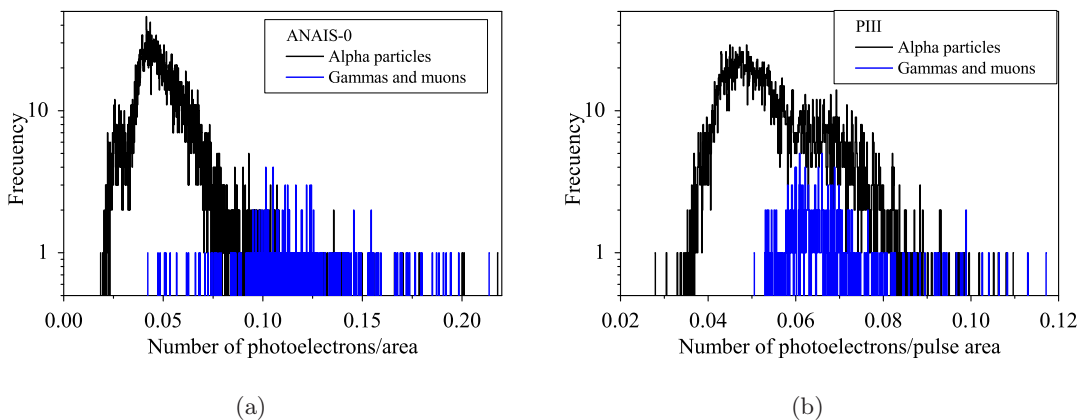 ANAIS-0
Alpha particles
Gammas and muons
10
1
Frecuency
0.00 0.05 0.10 0.15 0.20
Number of photoelectrons/area
(a)
PIII
Alpha particles
Gammas and muons
10
1
Frecuency
0.02 0.04 0.06 0.08 0.10 0.12
Number of photoelectrons/pulse area
(b)